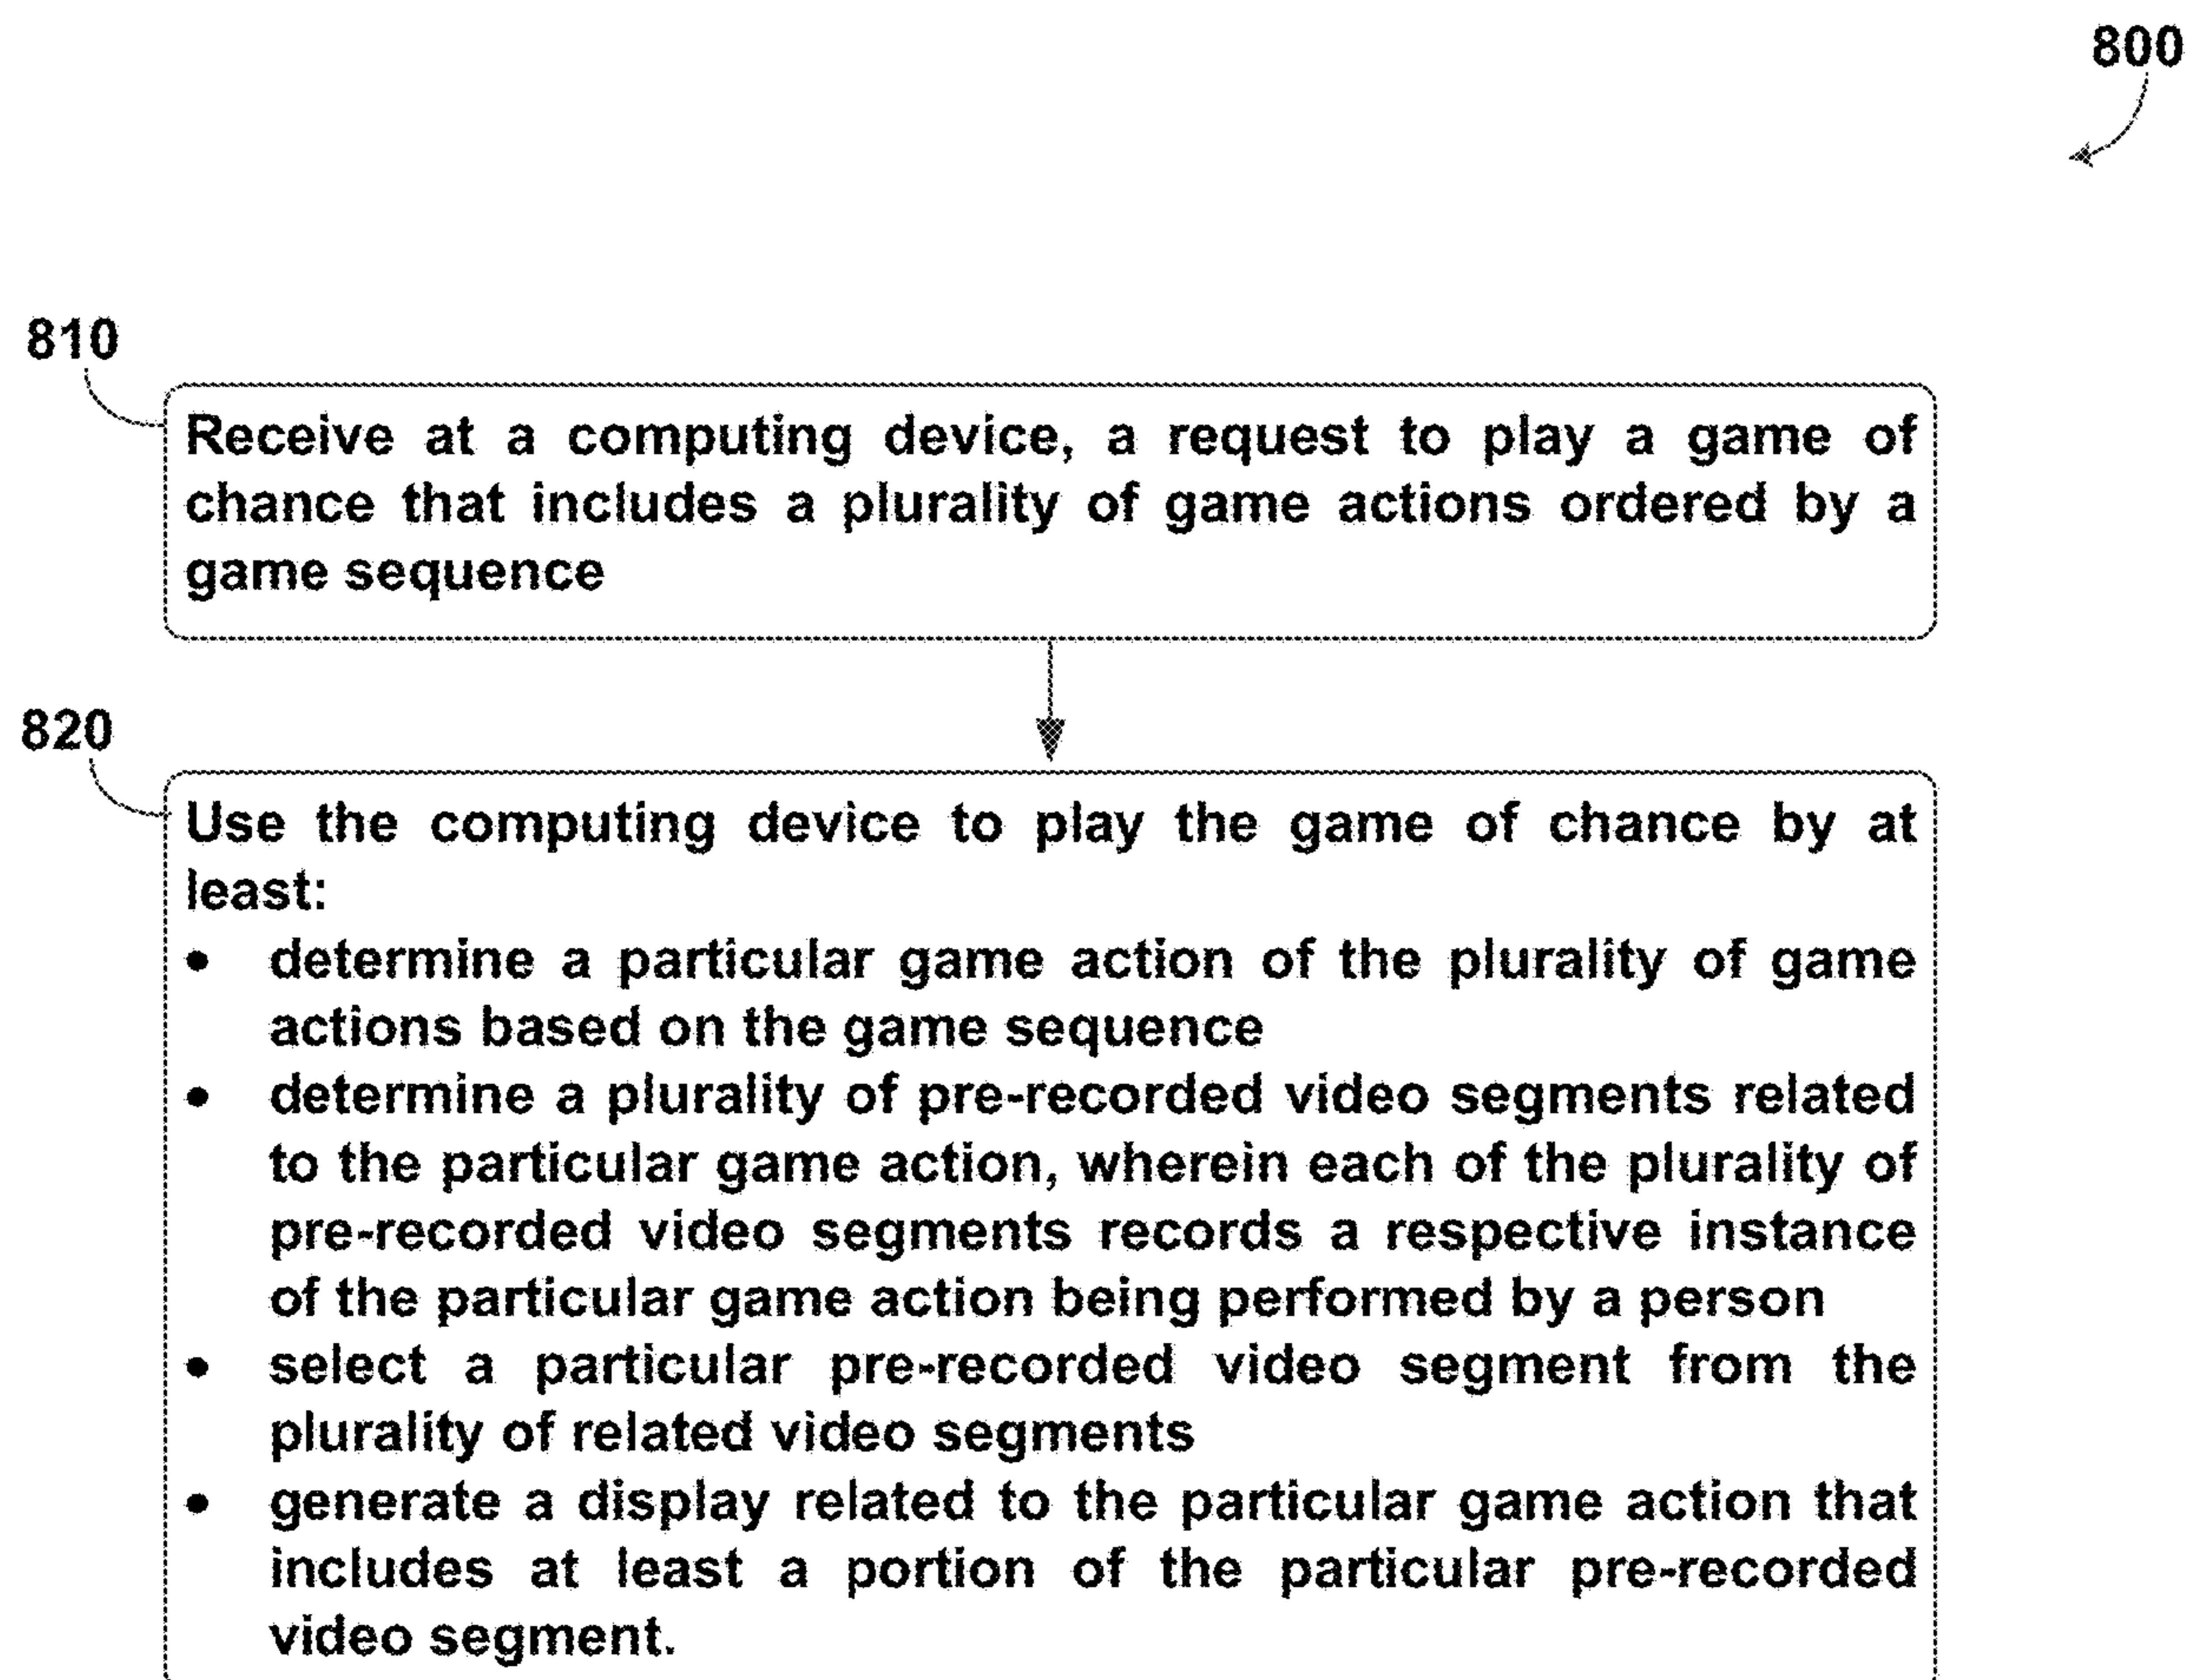 800
810
Receive at a computing device, a request to play a game of
chance that includes a plurality of game actions ordered by a
game sequence
820
Use the computing device to play the game of chance by at
least:
• determine a particular game action of the plurality of game
actions based on the game sequence
• determine a plurality of pre-recorded video segments related
to the particular game action, wherein each of the plurality of
pre-recorded video segments records a respective instance
of the particular game action being performed by a person
• select a particular pre-recorded video segment from the
plurality of related video segments
• generate a display related to the particular game action that
includes at least a portion of the particular pre-recorded
video segment.